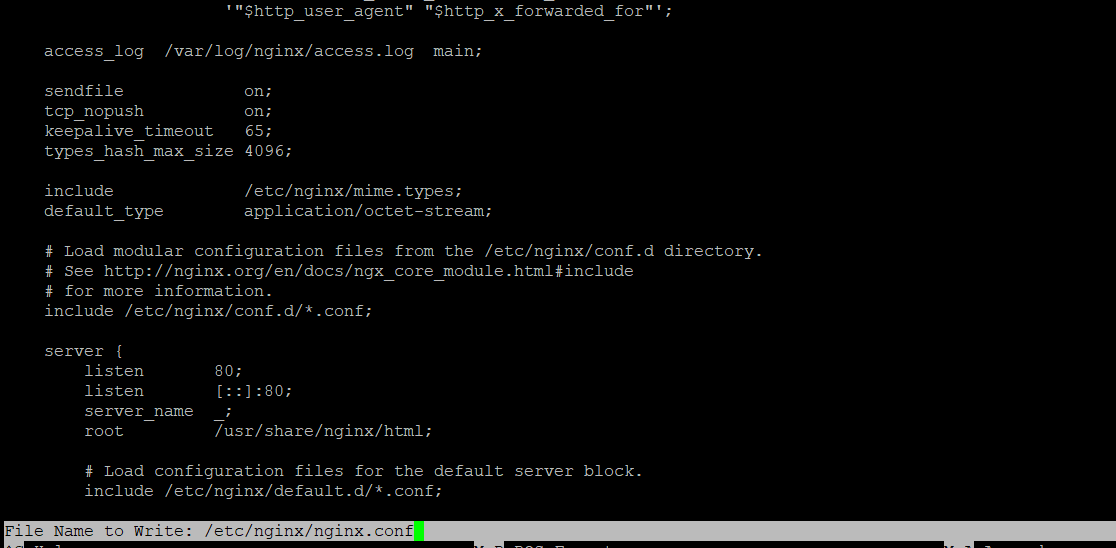 '"$http_user_agent" "$http_x_forwarded_for"';
access_log /var/log/nginx/access.log main;
sendfile on;
tcp_nopush on;
keepalive_timeout 65;
types_hash_max_size 4096;
include /etc/nginx/mime.types;
default_type application/octet-stream;
# Load modular configuration files from the /etc/nginx/conf.d directory.
# See http://nginx.org/en/docs/ngx_core_module.html#include
# for more information.
include /etc/nginx/conf.d/*.conf;
server {
listen 80;
listen [::]:80;
server_name _;
root /usr/share/nginx/html;
# Load configuration files for the default server block.
include /etc/nginx/default.d/*.conf;
File Name to Write: /etc/nginx/nginx.conf